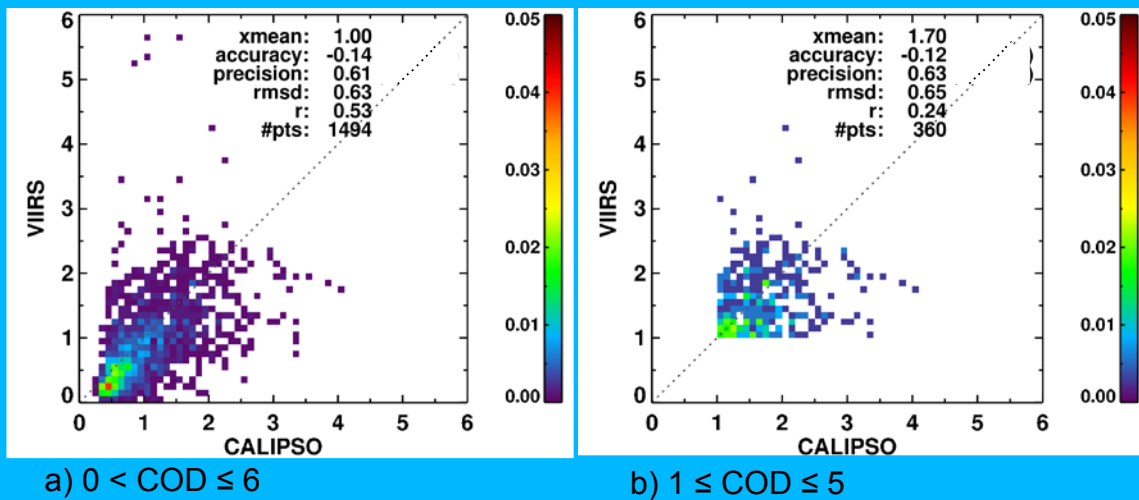 xmean: 1.00
accuracy: -0.14
precision: 0.61
rmsd: 0.63
r: 0.53
#pts: 1494
6
5
4
3
2
1
0
VIIRS
0 1 2 3 4 5 6
CALIPSO
0.05
0.04
0.03
0.02
0.01
0.00
a) 0 < COD ≤ 6
xmean: 1.70
accuracy: -0.12
precision: 0.63
rmsd: 0.65
r: 0.24
#pts: 360
6
5
4
3
2
1
0
VIIRS
0 1 2 3 4 5 6
CALIPSO
0.05
0.04
0.03
0.02
0.01
0.00
b) 1 ≤ COD ≤ 5